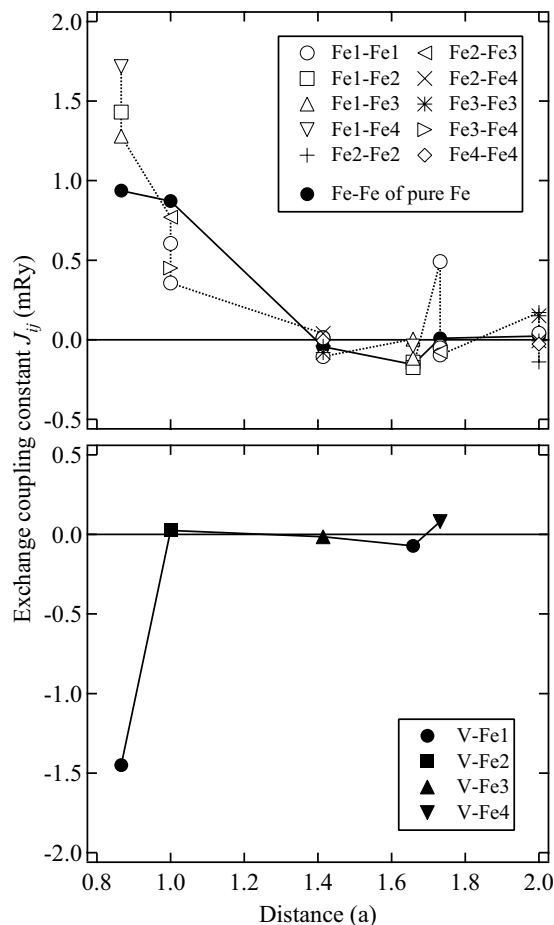 2.0
1.5
1.0
0.5
0.0
-0.5
Fe1-Fe1
Fe1-Fe2
Fe1-Fe3
Fe1-Fe4
Fe2-Fe2
Fe2-Fe3
Fe2-Fe4
Fe3-Fe3
Fe3-Fe4
Fe4-Fe4
Fe-Fe of pure Fe
Exchange coupling constant J_ij (mRy)
0.5
0.0
-0.5
-1.0
-1.5
-2.0
V-Fe1
V-Fe2
V-Fe3
V-Fe4
0.8 1.0 1.2 1.4 1.6 1.8 2.0
Distance (a)